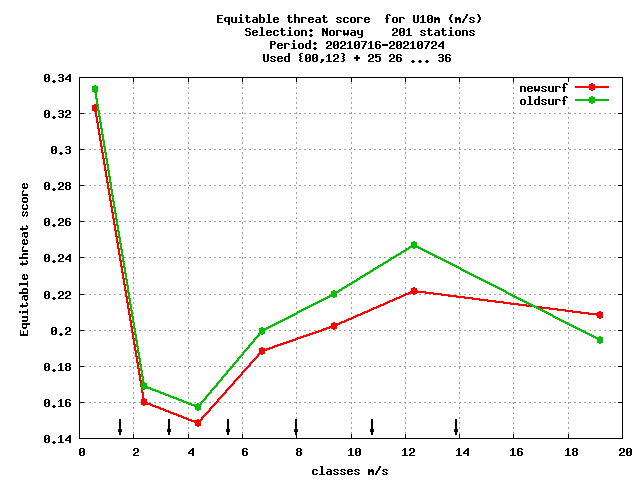 Equitable threat score  for U10m (m/s)
Selection: Norway    201 stations
Period: 20210716-20210724
Used {00,12} + 25 26 ... 36
newsurf
oldsurf
Equitable threat score
0.34
0.32
0.3
0.28
0.26
0.24
0.22
0.2
0.18
0.16
0.14
0 2 4 6 8 10 12 14 16 18 20
classes m/s